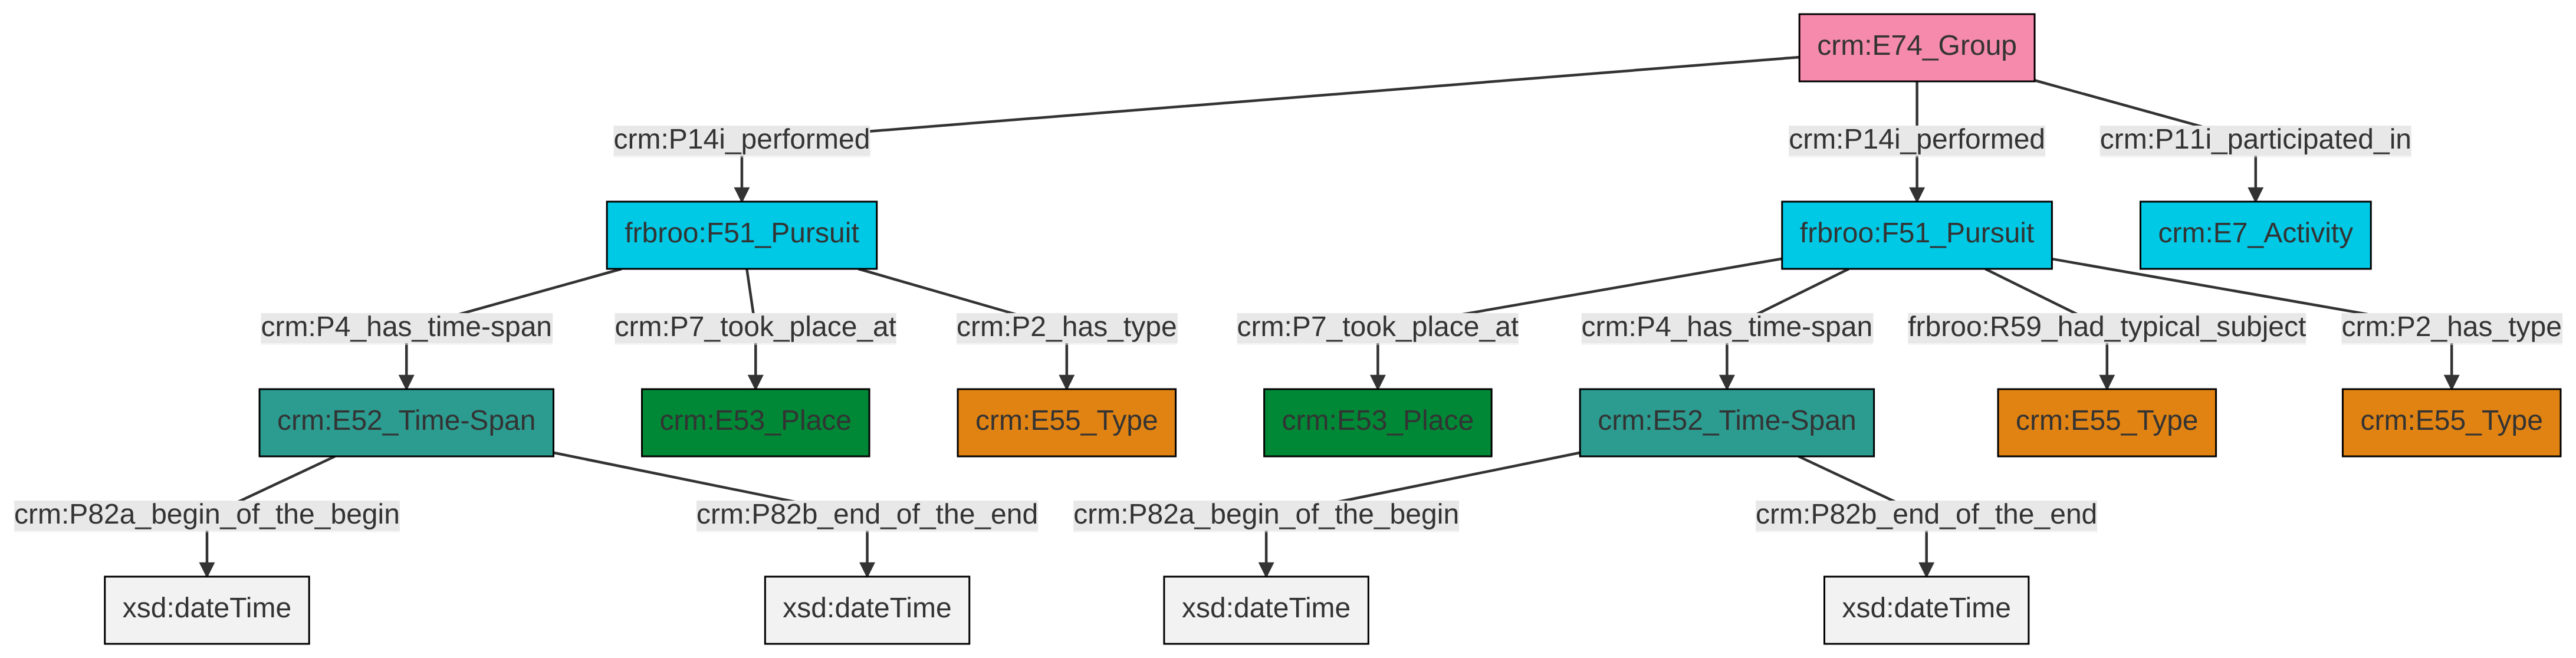 crm:E74_Group
crm:P14i_performed
crm:P14i_performed
crm:P11i_participated_in
frbroo:F51_Pursuit
frbroo:F51_Pursuit
crm:E7_Activity
crm:P4_has_time-span
crm:P7_took_place_at
crm:P2_has_type
crm:P7_took_place_at
crm:P4_has_time-span
frbroo:R59_had_typical_subject
crm:P2_has_type
crm:E52_Time-Span
crm:E53_Place
crm:E55_Type
crm:E53_Place
crm:E52_Time-Span
crm:E55_Type
crm:E55_Type
crm:P82a_begin_of_the_begin
crm:P82b_end_of_the_end
crm:P82a_begin_of_the_begin
crm:P82b_end_of_the_end
xsd:dateTime
xsd:dateTime
xsd:dateTime
xsd:dateTime